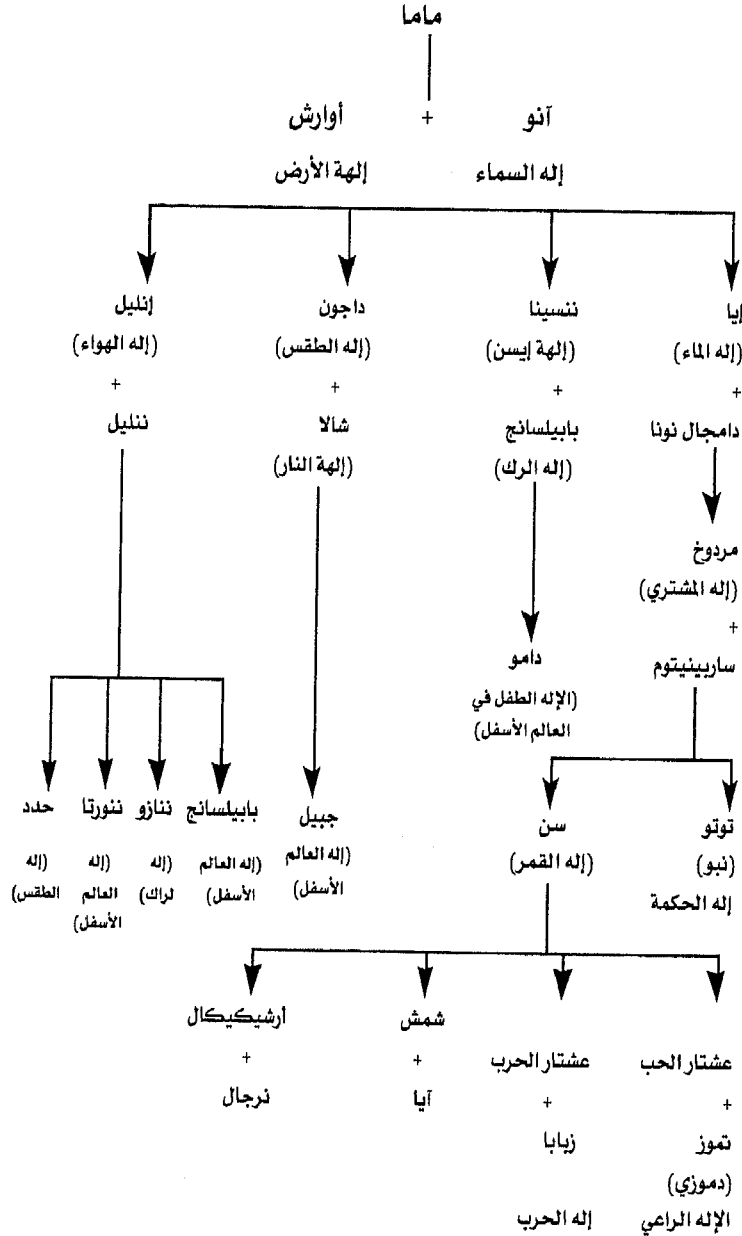 ماما
آنو + أوارش
إله السماء إلهة الأرض
إيا ننسينا داجون إنليل
(إله الماء) (إلهة إيسن) (إله الطقس) (إله الهواء)
+ + + +
دامجال نونا بابيلسانج شالا ننليل
(إله الرك) (إلهة النار)
مردوخ
(إله المشتري)
+
ساربينيتوم
دامو
(الإله الطفل في
العالم الأسفل)
توتو سن جيبيل بابيلسانج ننازو ننورتا حدد
(نبو) (إله القمر) (إله العالم (إله العالم (إله (إله (إله
إله الحكمة الأسفل) الأسفل) لراك) العالم الطقس)
الأسفل)
شمش أرشيكيكال
عشتار الحب عشتار الحرب + +
+ + آيا نرجال
تموز زبابا
(دموزي)
الإله الراعي إله الحرب